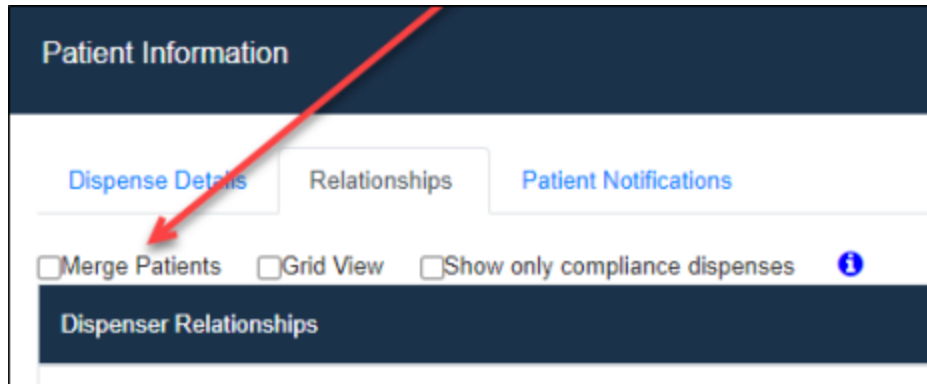 Patient Information
Dispense Details Relationships Patient Notifications
Merge Patients Grid View Show only compliance dispenses
Dispenser Relationships